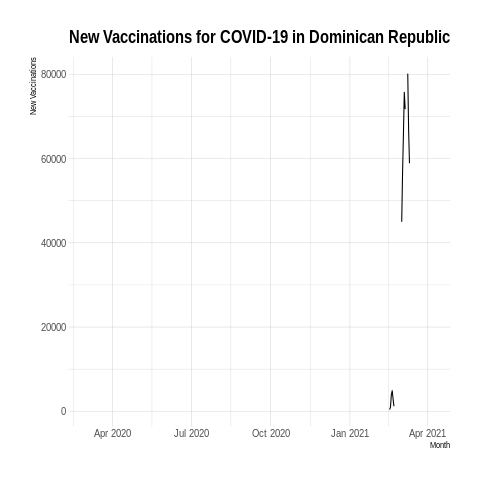 New Vaccinations for COVID-19 in Dominican Republic
New Vaccinations
80000
60000
40000
20000
0
Apr 2020 Jul 2020 Oct 2020 Jan 2021 Apr 2021
Month